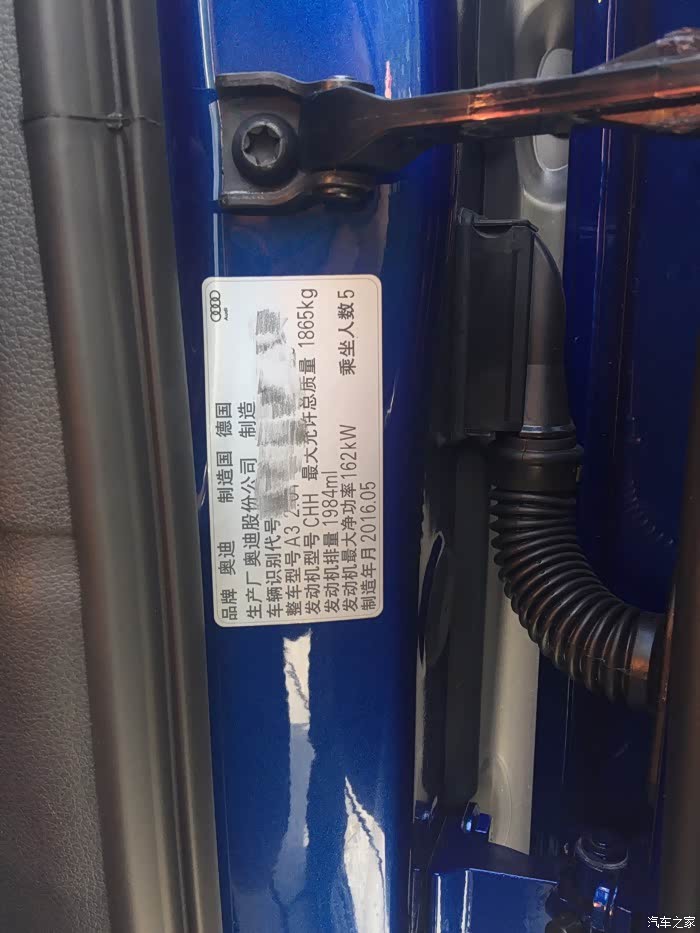 Audi
品牌 奥迪 制造国 德国
生产厂 奥迪股份公司 制造
车辆识别代号
整车型号 A3
发动机型号 CHH 最大允许总质量 1865kg
发动机排量 1984ml
发动机最大净功率 162kW 乘坐人数 5
制造年月 2016.05
汽车之家